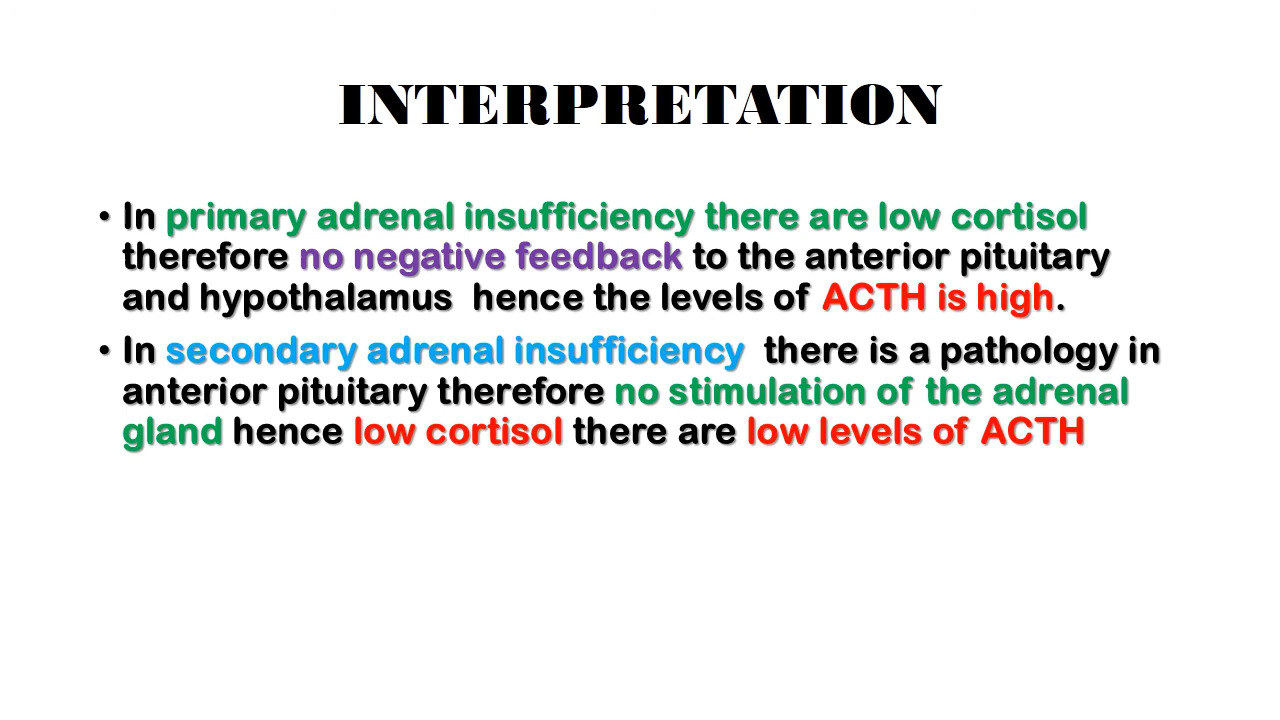 INTERPRETATION
• In primary adrenal insufficiency there are low cortisol
therefore no negative feedback to the anterior pituitary
and hypothalamus  hence the levels of ACTH is high.
• In secondary adrenal insufficiency  there is a pathology in
anterior pituitary therefore no stimulation of the adrenal
gland hence low cortisol there are low levels of ACTH